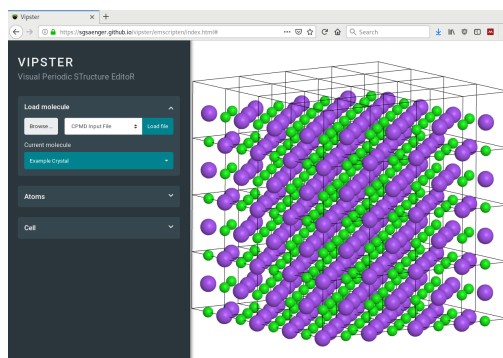 Vipster
https://sgsaenger.github.io/vipster/emscripten/index.html#
Search
VIPSTER
Visual Periodic STructure EditoR
Load molecule
Browse...
CPMD Input File
Load file
Current molecule
Example Crystal
Atoms
Cell